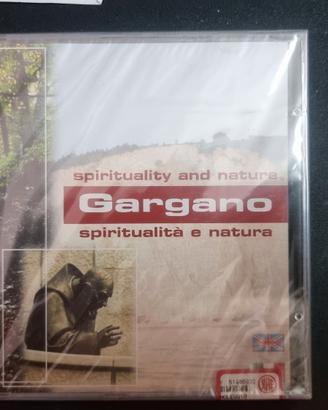 spirituality and nature
Gargano
spiritualità e natura